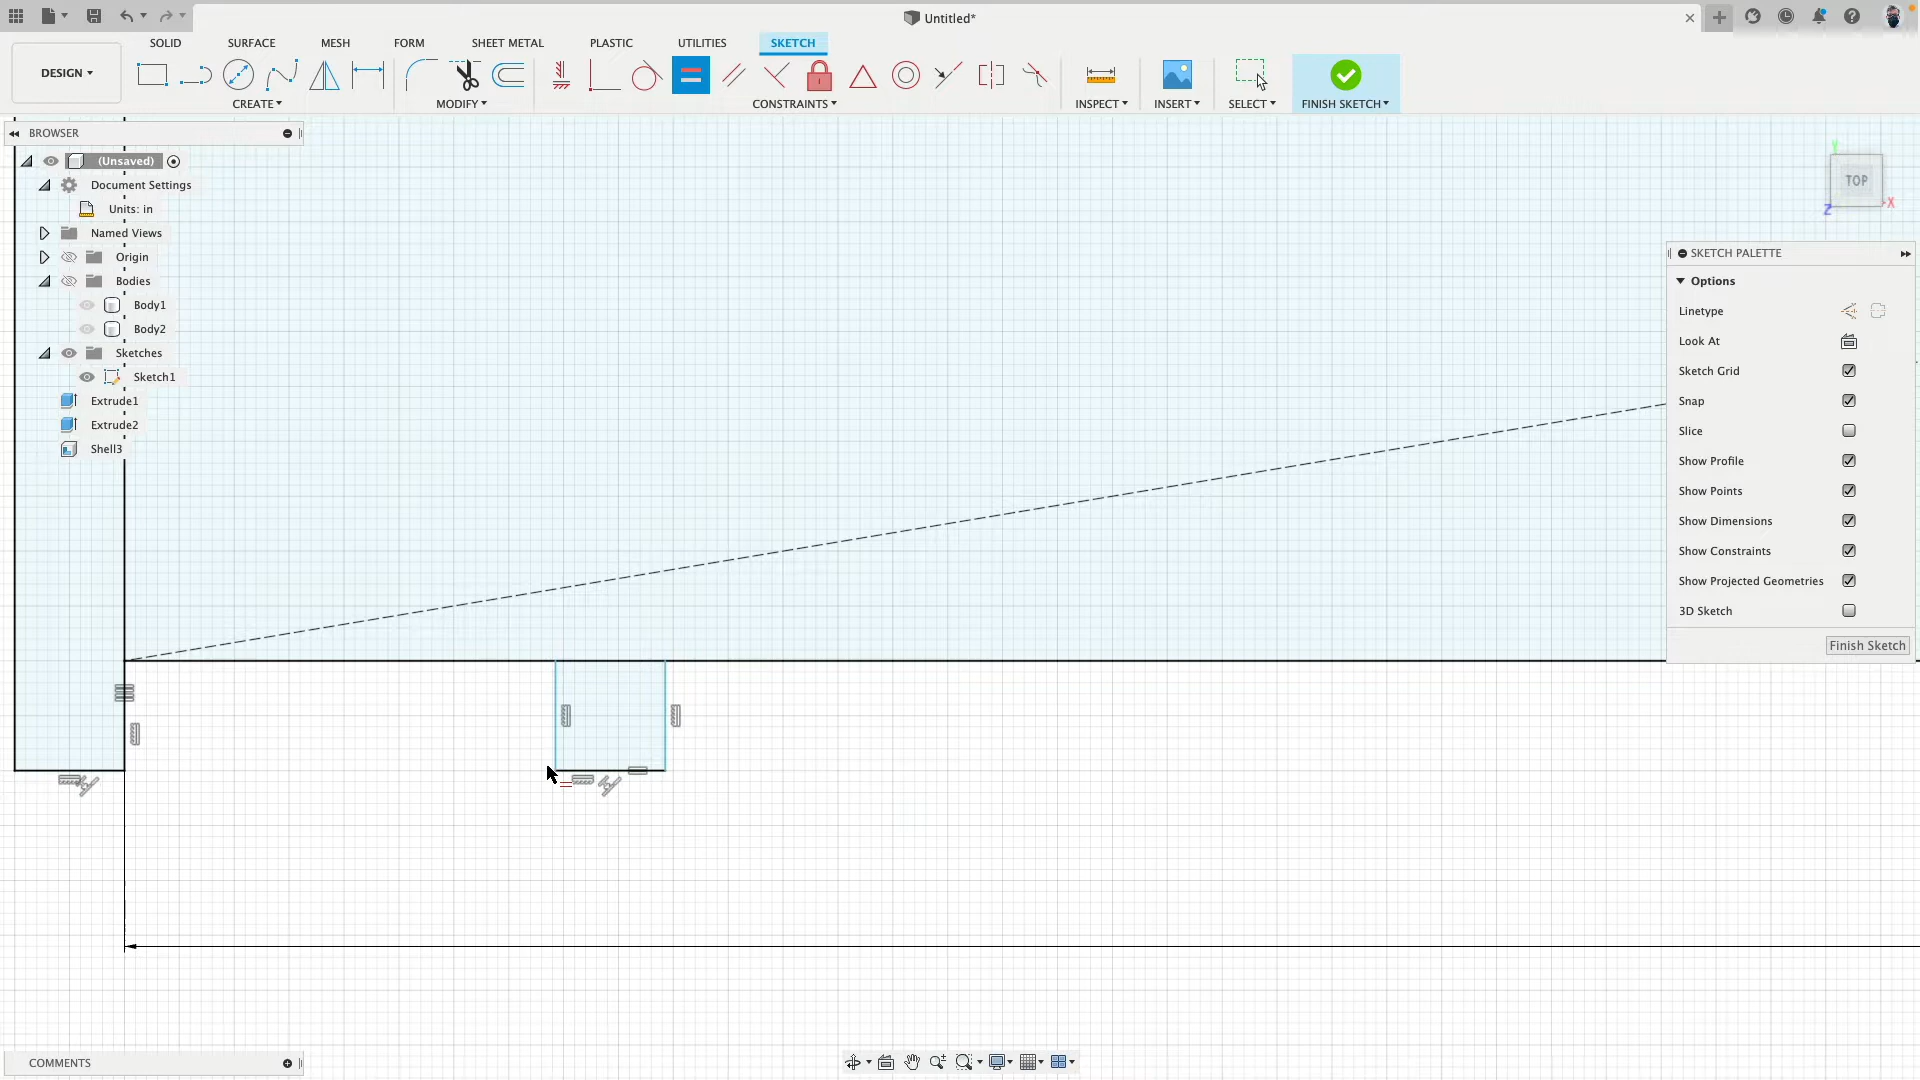 Untitled*
SOLID SURFACE MESH FORM SHEET METAL PLASTIC UTILITIES SKETCH
DESIGN
CREATE MODIFY CONSTRAINTS INSPECT INSERT SELECT FINISH SKETCH
BROWSER
(Unsaved)
Document Settings
Units: in
Named Views
Origin
Bodies
Body1
Body2
Sketches
Sketch1
Extrude1
Extrude2
Shell3
Y
TOP
X
Z
SKETCH PALETTE
Options
Linetype
Look At
Sketch Grid
Snap
Slice
Show Profile
Show Points
Show Dimensions
Show Constraints
Show Projected Geometries
3D Sketch
Finish Sketch
COMMENTS